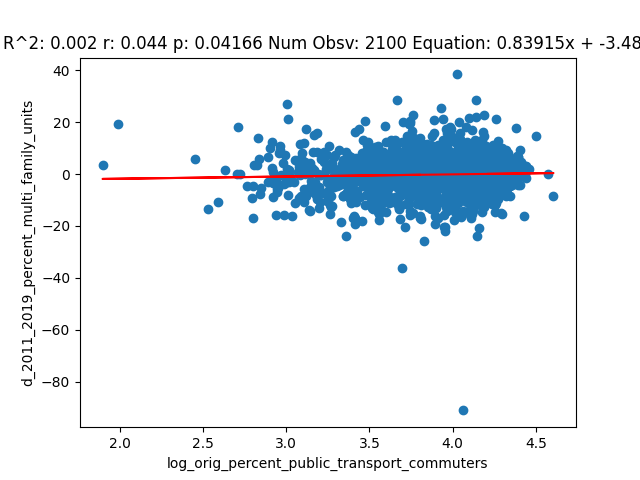 R^2: 0.002 r: 0.044 p: 0.04166 Num Obsv: 2100 Equation: 0.83915x + -3.48
d_2011_2019_percent_multi_family_units
40
20
0
−20
−40
−60
−80
2.0 2.5 3.0 3.5 4.0 4.5
log_orig_percent_public_transport_commuters